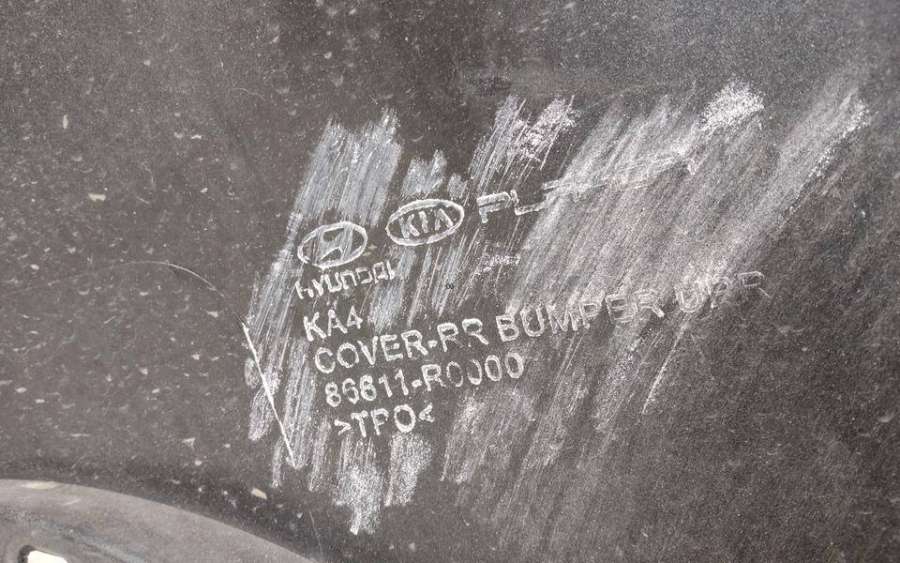 KIA
HYUNDAI
KA4
COVER-RR BUMPER UPR
86611-R0000
>TPO<